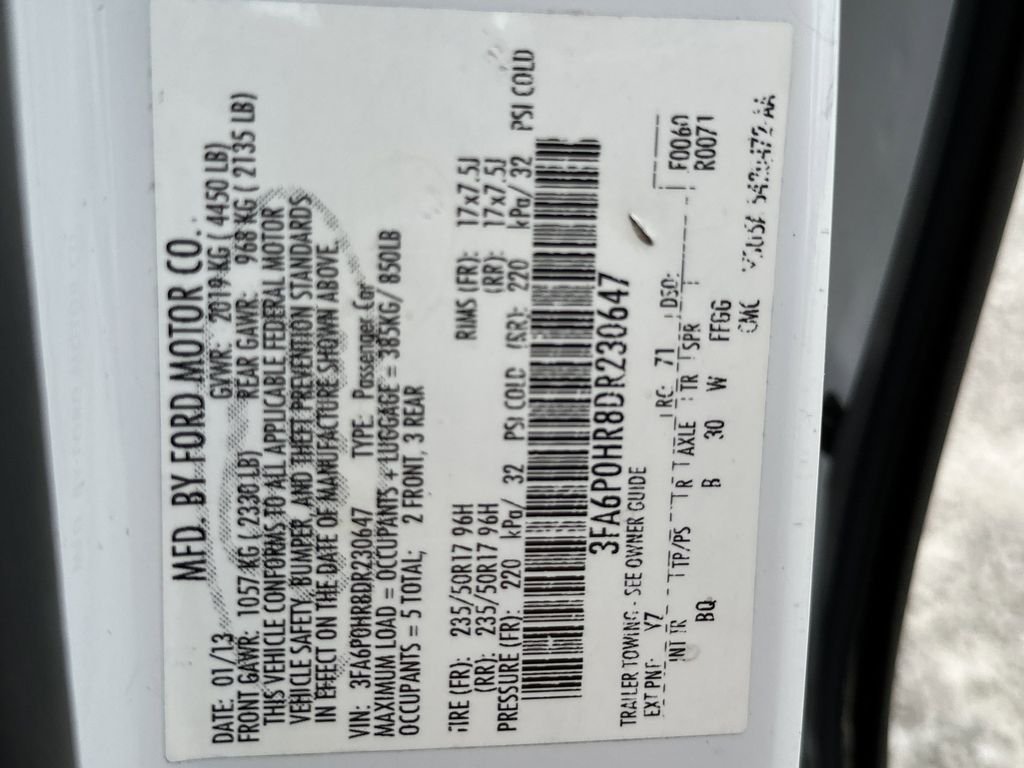 MFD. BY FORD MOTOR CO.
DATE: 01/13 GVWR: 2019 KG ( 4450 LB)
FRONT GAWR: 1057 KG ( 2330 LB) REAR GAWR: 968 KG ( 2135 LB)
THIS VEHICLE CONFORMS TO ALL APPLICABLE FEDERAL MOTOR
VEHICLE SAFETY, BUMPER, AND THEFT PREVENTION STANDARDS
IN EFFECT ON THE DATE OF MANUFACTURE SHOWN ABOVE.
VIN: 3FA6P0HR8DR230647 TYPE: Passenger Car
MAXIMUM LOAD = OCCUPANTS + LUGGAGE = 385KG/ 850LB
OCCUPANTS = 5 TOTAL; 2 FRONT, 3 REAR
TIRE (FR): 235/50R17 96H RIMS (FR): 17x7.5J
(RR): 235/50R17 96H (RR): 17x7.5J
PRESSURE (FR): 220 kPa/ 32 PSI COLD (RR): 220 kPa/ 32 PSI COLD
3FA6P0HR8DR230647
TRAILER TOWING - SEE OWNER GUIDE
EXT PNT: YZ RC: 71 DSO: F0060
INT TR TP/PS R AXLE TR SPR R0071
BQ B 30 W FFGG
CMC